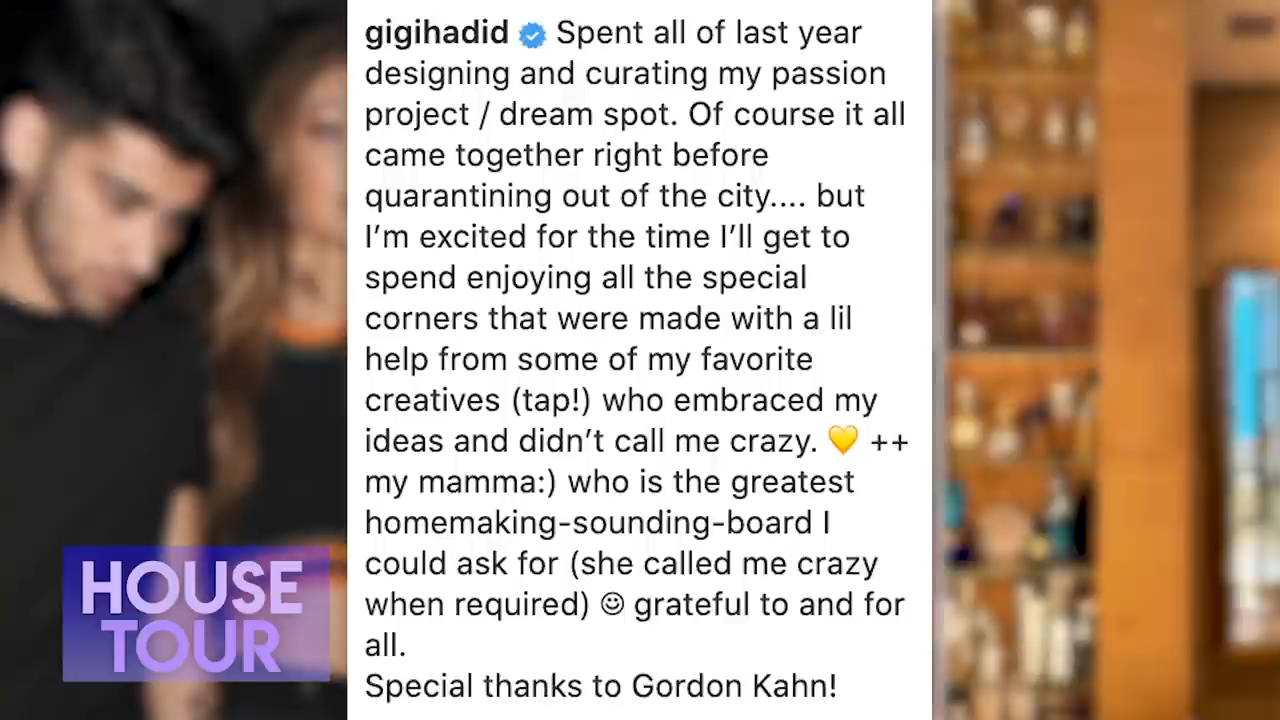 gigihadid Spent all of last year
designing and curating my passion
project / dream spot. Of course it all
came together right before
quarantining out of the city.... but
I’m excited for the time I’ll get to
spend enjoying all the special
corners that were made with a lil
help from some of my favorite
creatives (tap!) who embraced my
ideas and didn’t call me crazy. 💛 ++
my mamma:) who is the greatest
homemaking-sounding-board I
could ask for (she called me crazy
when required) ☺ grateful to and for
all.
Special thanks to Gordon Kahn!
HOUSE
TOUR